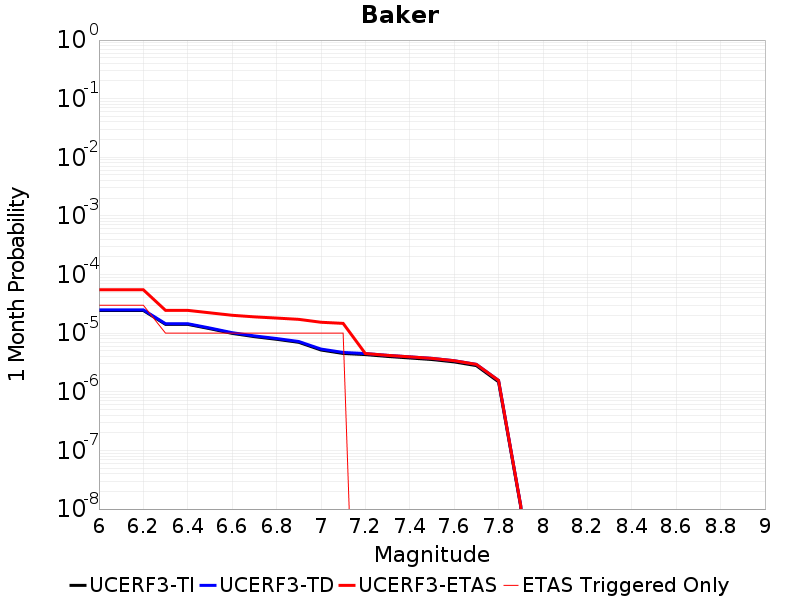 Baker
10^0
10^-1
10^-2
10^-3
10^-4
10^-5
10^-6
10^-7
10^-8
1 Month Probability
6 6.2 6.4 6.6 6.8 7 7.2 7.4 7.6 7.8 8 8.2 8.4 8.6 8.8 9
Magnitude
UCERF3-TI UCERF3-TD UCERF3-ETAS ETAS Triggered Only